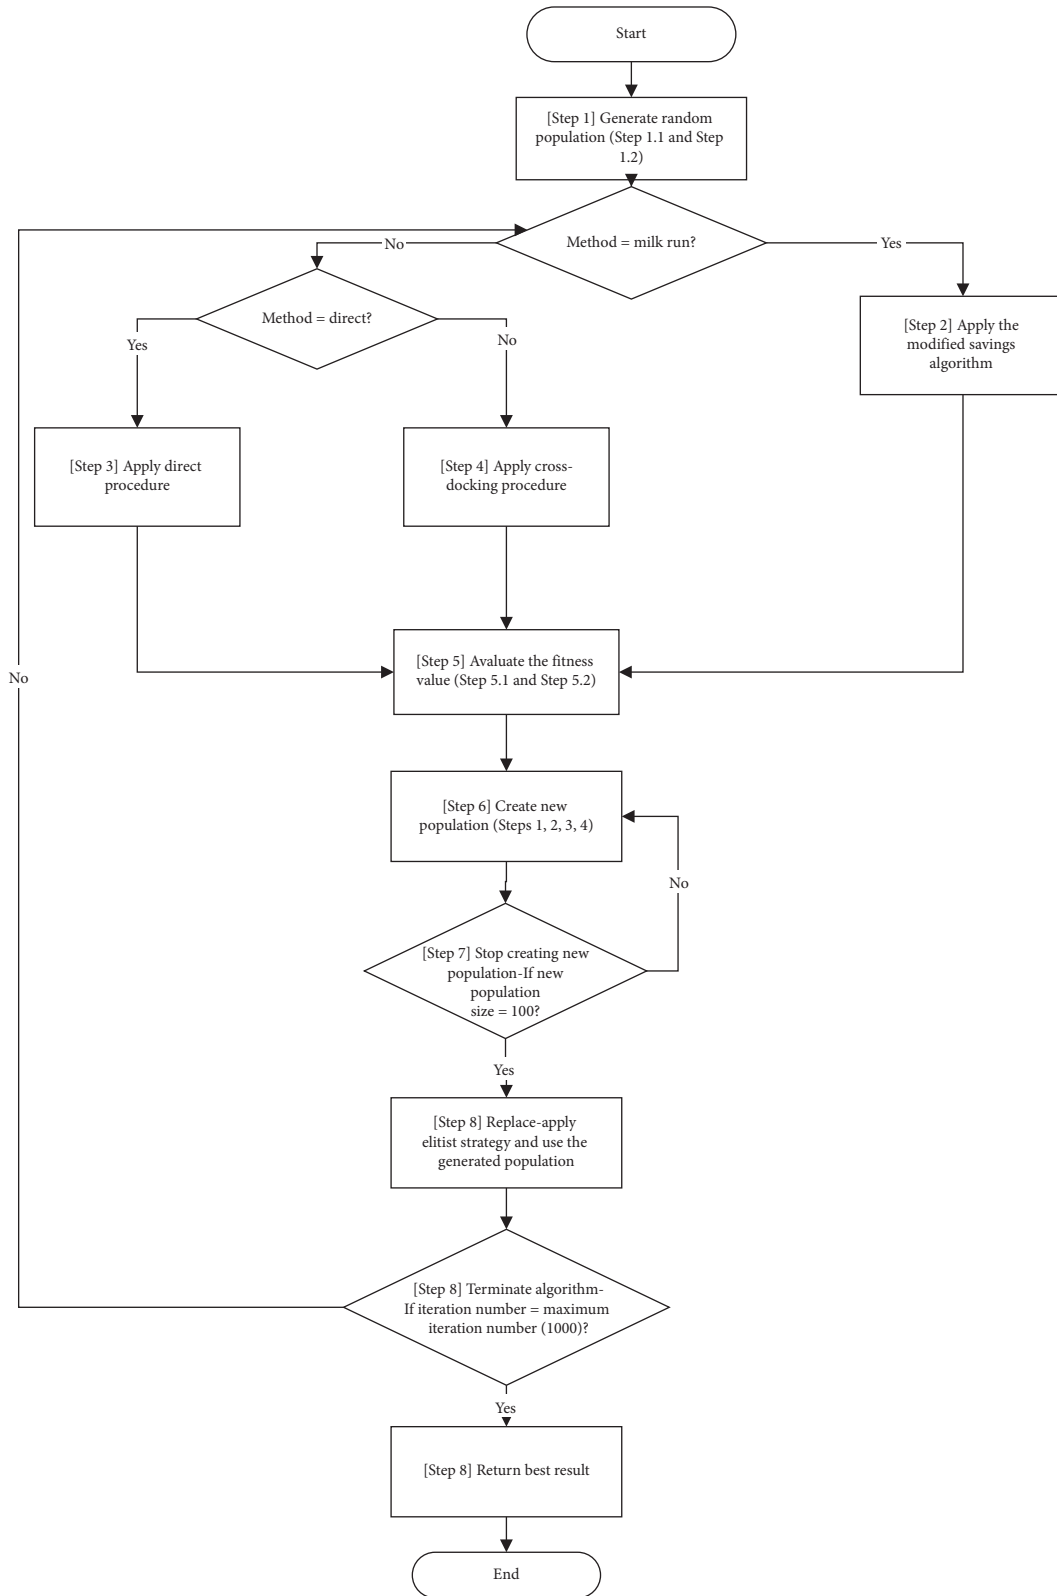 Start
[Step 1] Generate random
population (Step 1.1 and Step
1.2)
Method = milk run?
No
Yes
Method = direct?
Yes
No
[Step 2] Apply the
modified savings
algorithm
[Step 3] Apply direct
procedure
[Step 4] Apply cross-
docking procedure
[Step 5] Evaluate the fitness
value (Step 5.1 and Step 5.2)
No
[Step 6] Create new
population (Steps 1, 2, 3, 4)
No
[Step 7] Stop creating new
population-If new
population
size = 100?
Yes
[Step 8] Replace-apply
elitist strategy and use the
generated population
[Step 8] Terminate algorithm-
If iteration number = maximum
iteration number (1000)?
Yes
[Step 8] Return best result
End